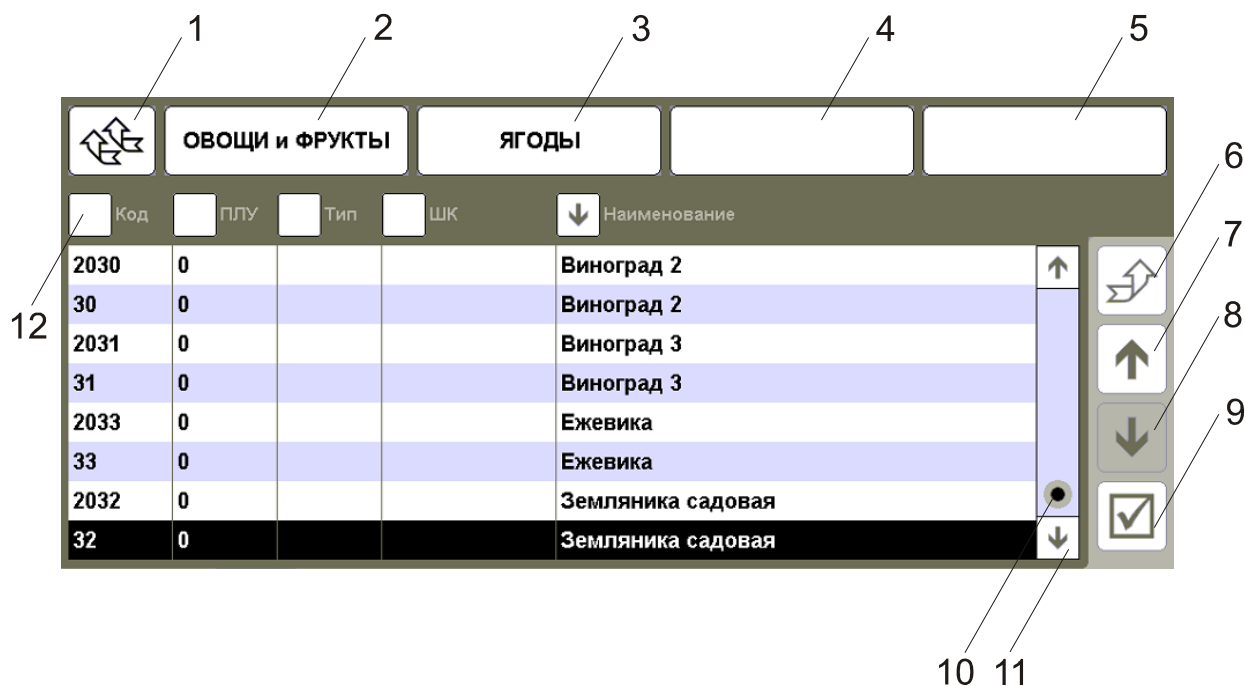 1 2 3 4 5
ОВОЩИ и ФРУКТЫ ЯГОДЫ
6
Код ПЛУ Тип ШК Наименование
7
2030 0 Виноград 2
30 0 Виноград 2
8
12
2031 0 Виноград 3
31 0 Виноград 3
9
2033 0 Ежевика
33 0 Ежевика
2032 0 Земляника садовая
32 0 Земляника садовая
10 11